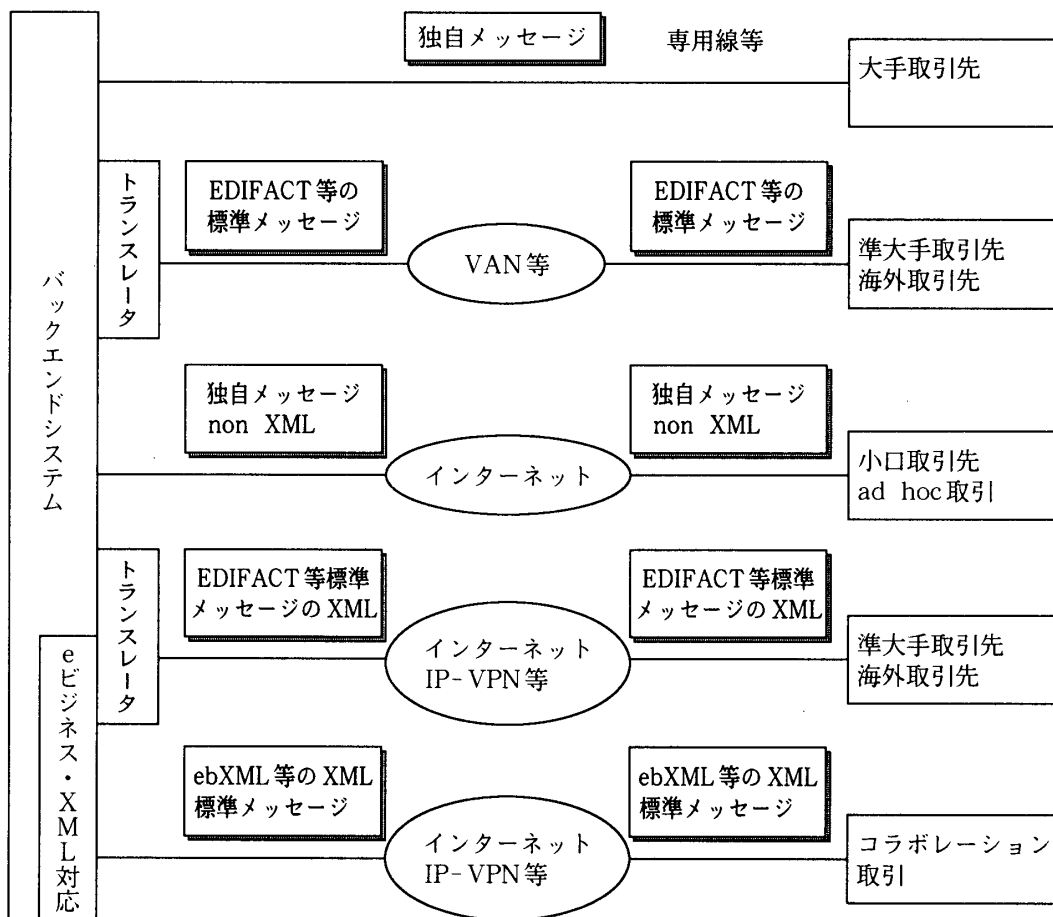 独自メッセージ 専用線等
大手取引先
バックエンドシステム
トランスレータ
EDIFACT等の
標準メッセージ
VAN等
EDIFACT等の
標準メッセージ
準大手取引先
海外取引先
独自メッセージ
non XML
インターネット
独自メッセージ
non XML
小口取引先
ad hoc取引
トランスレータ
EDIFACT等標準
メッセージのXML
インターネット
IP-VPN等
EDIFACT等標準
メッセージのXML
準大手取引先
海外取引先
eビジネス・XML対応
ebXML等のXML
標準メッセージ
インターネット
IP-VPN等
ebXML等のXML
標準メッセージ
コラボレーション
取引